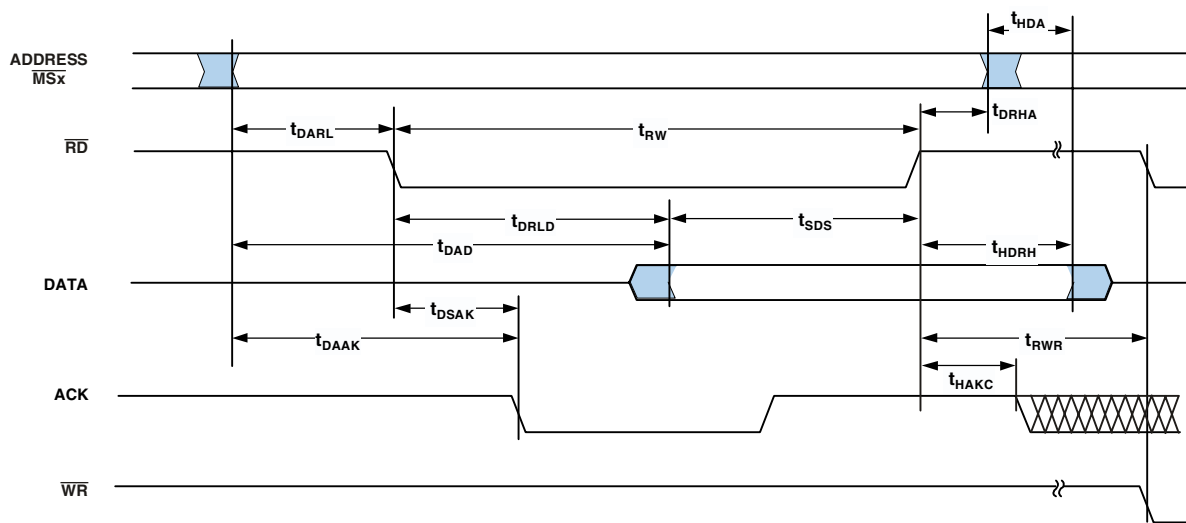 tHDA
ADDRESS
MSx
tDRHA
tDARL
tRW
RD
tDRLD
tSDS
tDAD
tHDRH
DATA
tDSAK
tDAAK
tRWR
tHAKC
ACK
WR